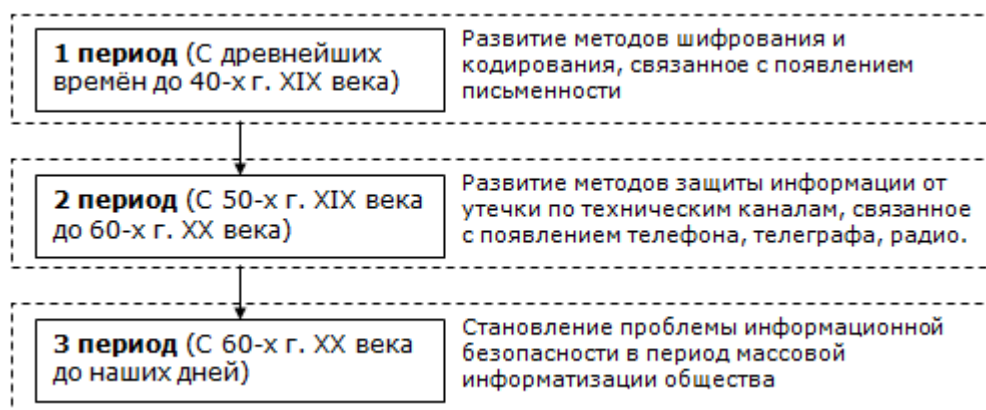 1 период (С древнейших
времён до 40-х г. XIX века)
Развитие методов шифрования и
кодирования, связанное с появлением
письменности
2 период (С 50-х г. XIX века
до 60-х г. XX века)
Развитие методов защиты информации от
утечки по техническим каналам, связанное
с появлением телефона, телеграфа, радио.
3 период (С 60-х г. XX века
до наших дней)
Становление проблемы информационной
безопасности в период массовой
информатизации общества